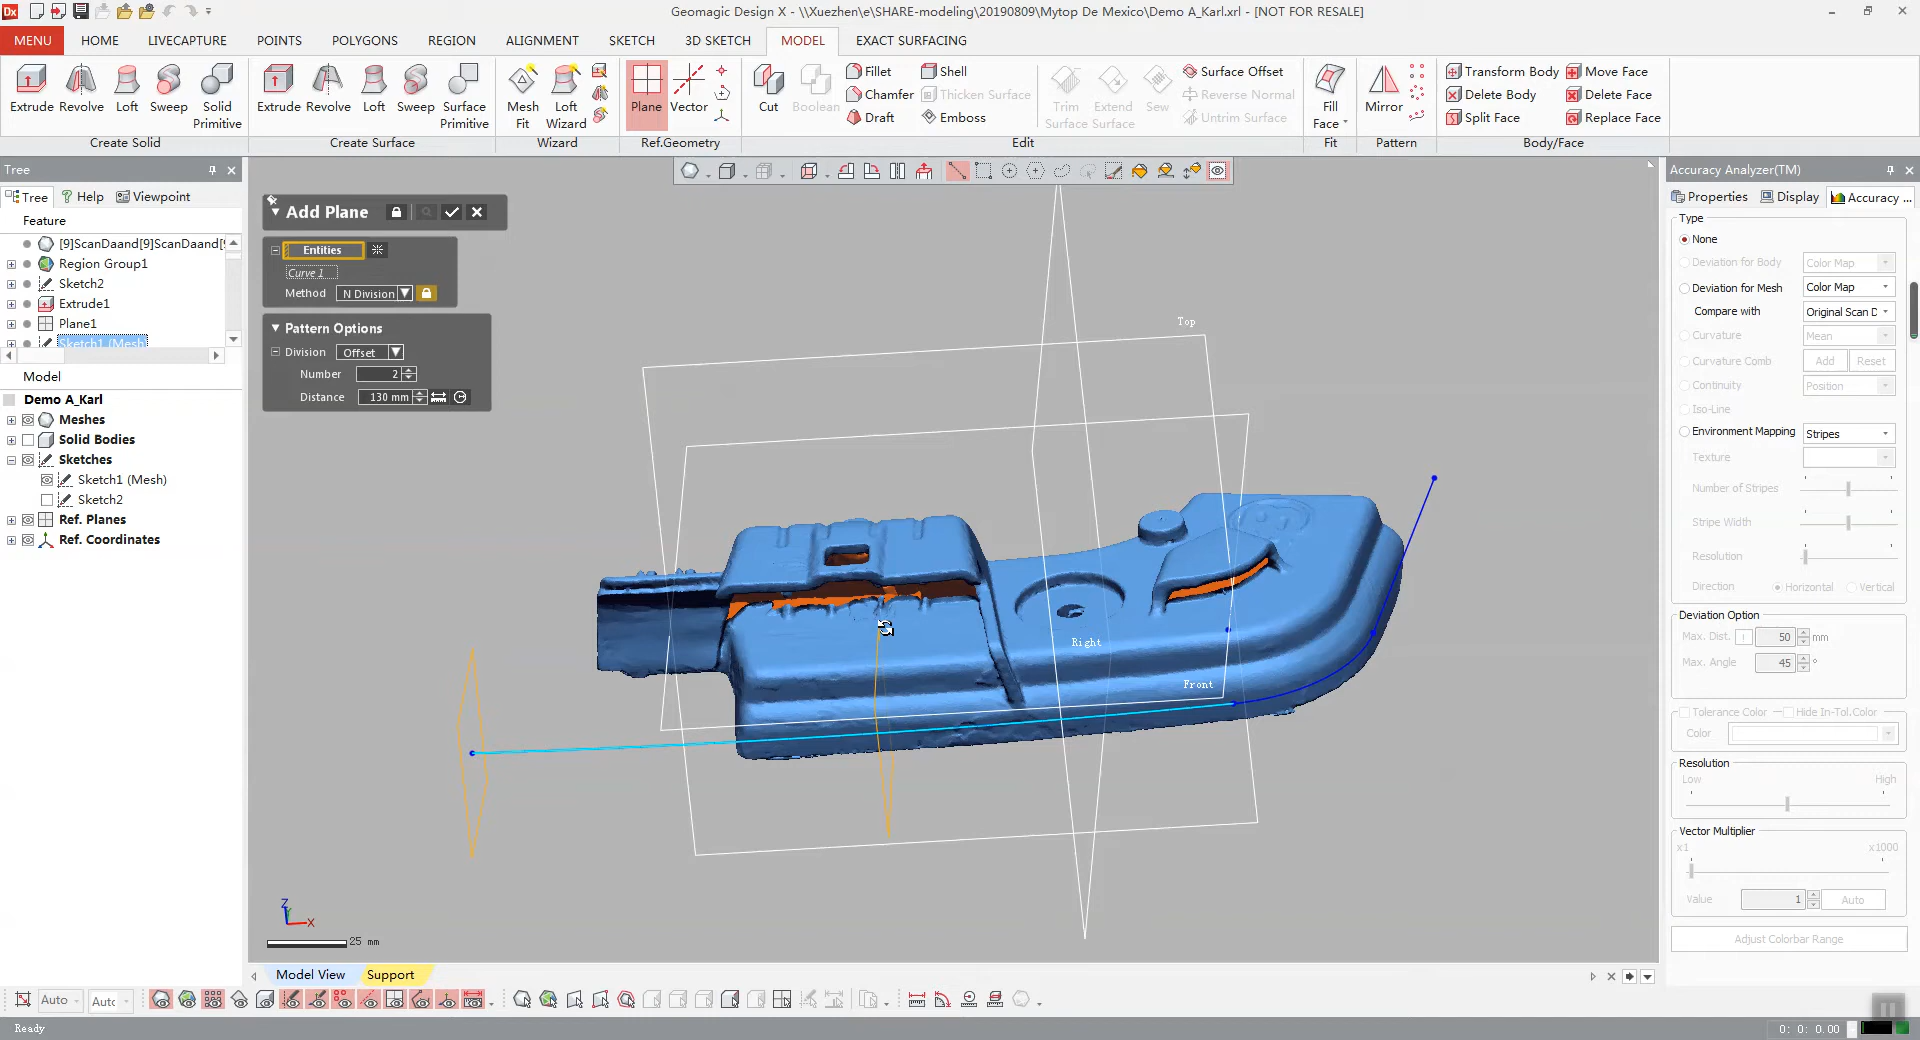 Dx
Geomagic Design X - \\Xuezhen\e\SHARE-modeling\20190809\Mytop De Mexico\Demo A_Karl.xrl - [NOT FOR RESALE]
MENU HOME LIVECAPTURE POINTS POLYGONS REGION ALIGNMENT SKETCH 3D SKETCH MODEL EXACT SURFACING
Extrude Revolve Loft Sweep Solid Primitive
Create Solid
Extrude Revolve Loft Sweep Surface Primitive
Create Surface
Mesh Fit Loft Wizard
Wizard
Plane Vector
Ref.Geometry
Cut Boolean
Fillet Shell
Chamfer Thicken Surface
Draft Emboss
Trim Surface Extend Surface Sew
Surface Offset
Reverse Normal
Untrim Surface
Edit
Fill Face
Fit
Mirror
Pattern
Transform Body Move Face
Delete Body Delete Face
Split Face Replace Face
Body/Face
Tree
Tree Help Viewpoint
Feature
[9]ScanDaand[9]ScanDaand[
Region Group1
Sketch2
Extrude1
Plane1
Sketch1 (Mesh)
Model
Demo A_Karl
Meshes
Solid Bodies
Sketches
Sketch1 (Mesh)
Sketch2
Ref. Planes
Ref. Coordinates
Add Plane
Entities
Curve 1
Method N Division
Pattern Options
Division Offset
Number 2
Distance 130 mm
Top
Right
Front
Z
X
25 mm
Model View Support
Accuracy Analyzer(TM)
Properties Display Accuracy ...
Type
None
Deviation for Body Color Map
Deviation for Mesh Color Map
Compare with Original Scan D
Curvature Mean
Curvature Comb Add Reset
Continuity Position
Iso-Line
Environment Mapping Stripes
Texture
Number of Stripes
Stripe Width
Resolution
Direction Horizontal Vertical
Deviation Option
Max. Dist. 50 mm
Max. Angle 45 °
Tolerance Color Hide In-Tol.Color
Color
Resolution
Low High
Vector Multiplier
x1 x1000
Value 1 Auto
Adjust Colorbar Range
Auto Autc
Ready
0: 0: 0.00